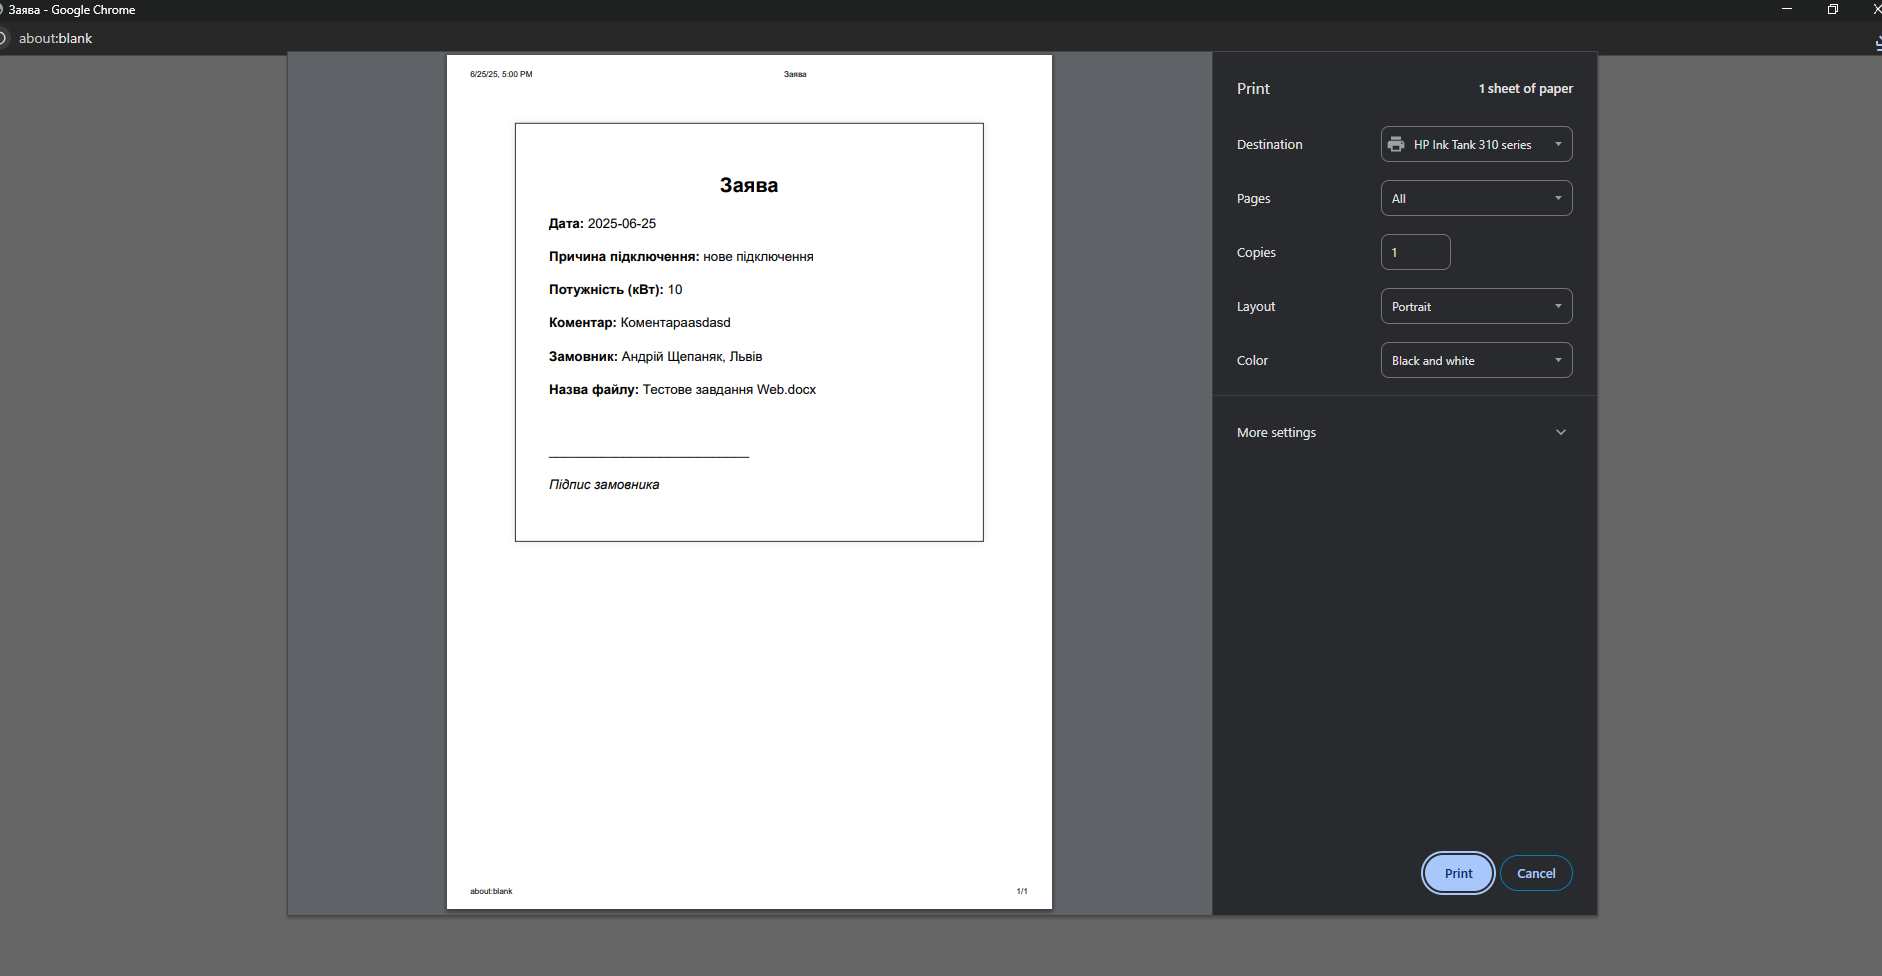 Заява - Google Chrome
about:blank
6/25/25, 5:00 PM
Заява
Заява
Дата: 2025-06-25
Причина підключення: нове підключення
Потужність (кВт): 10
Коментар: Коментарааsdasd
Замовник: Андрій Щепаняк, Львів
Назва файлу: Тестове завдання Web.docx
Підпис замовника
about:blank
1/1
Print
1 sheet of paper
Destination
HP Ink Tank 310 series
Pages
All
Copies
1
Layout
Portrait
Color
Black and white
More settings
Print
Cancel